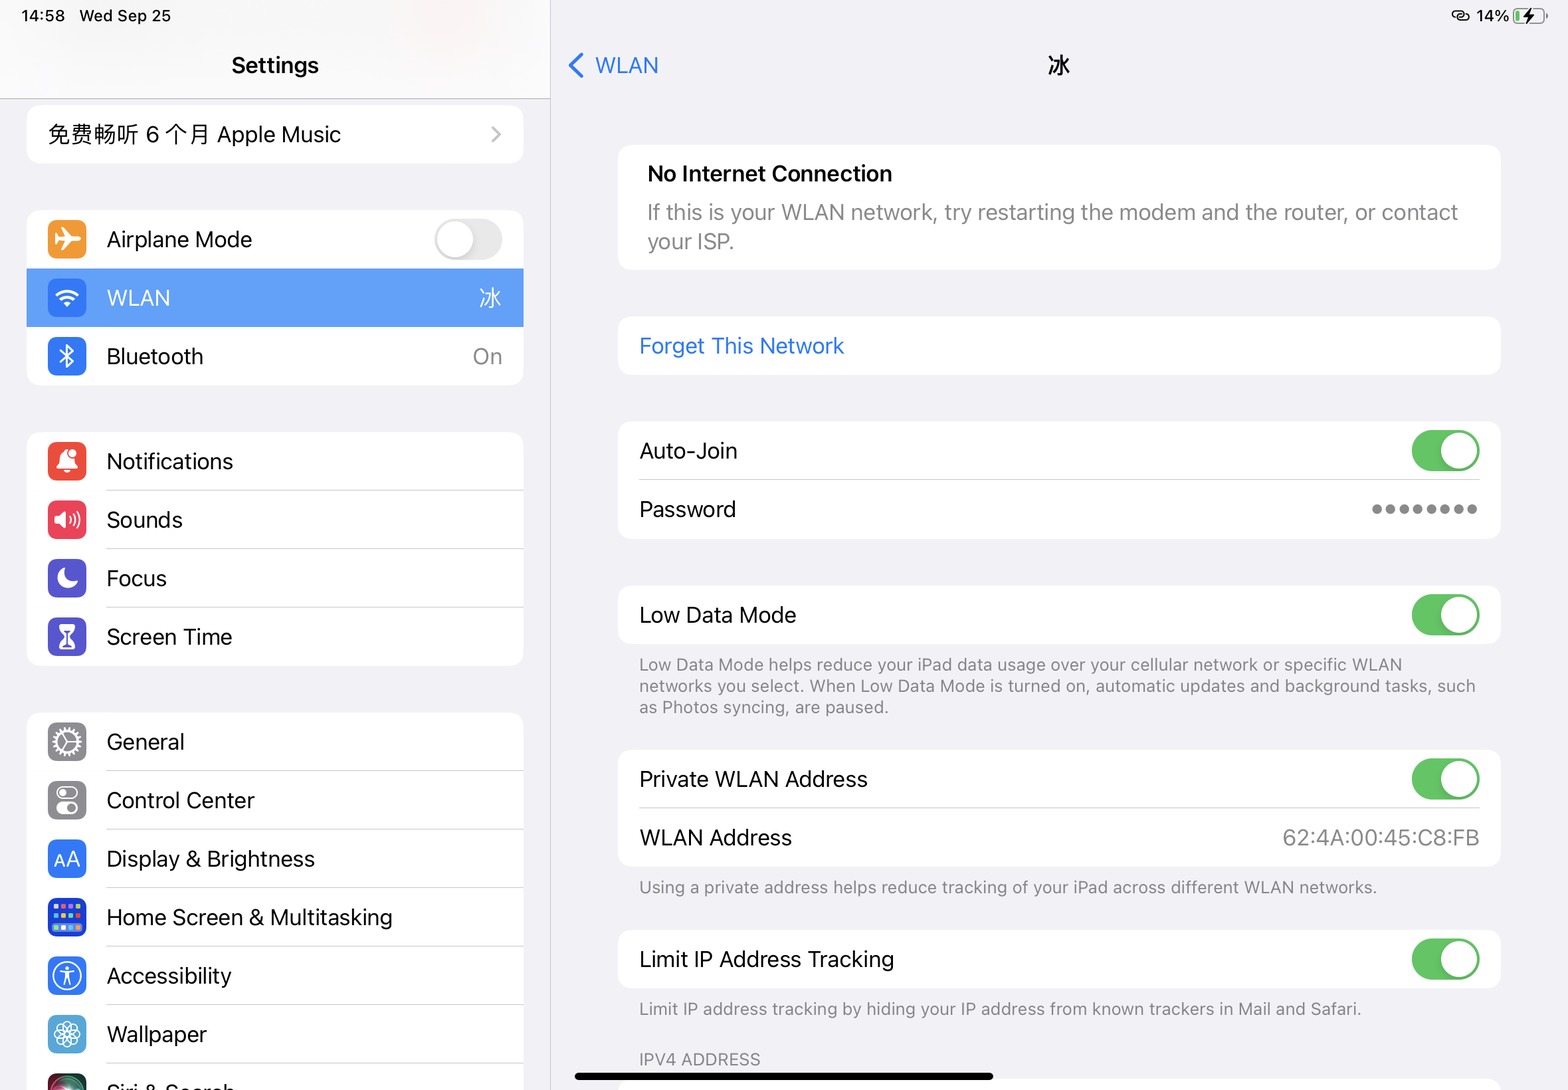 14:58 Wed Sep 25
14%
Settings
免费畅听 6 个月 Apple Music
Airplane Mode
WLAN 冰
Bluetooth On
Notifications
Sounds
Focus
Screen Time
General
Control Center
AA Display & Brightness
Home Screen & Multitasking
Accessibility
Wallpaper
Siri & Search
WLAN
冰
No Internet Connection
If this is your WLAN network, try restarting the modem and the router, or contact
your ISP.
Forget This Network
Auto-Join
Password ●●●●●●●●
Low Data Mode
Low Data Mode helps reduce your iPad data usage over your cellular network or specific WLAN
networks you select. When Low Data Mode is turned on, automatic updates and background tasks, such
as Photos syncing, are paused.
Private WLAN Address
WLAN Address 62:4A:00:45:C8:FB
Using a private address helps reduce tracking of your iPad across different WLAN networks.
Limit IP Address Tracking
Limit IP address tracking by hiding your IP address from known trackers in Mail and Safari.
IPV4 ADDRESS